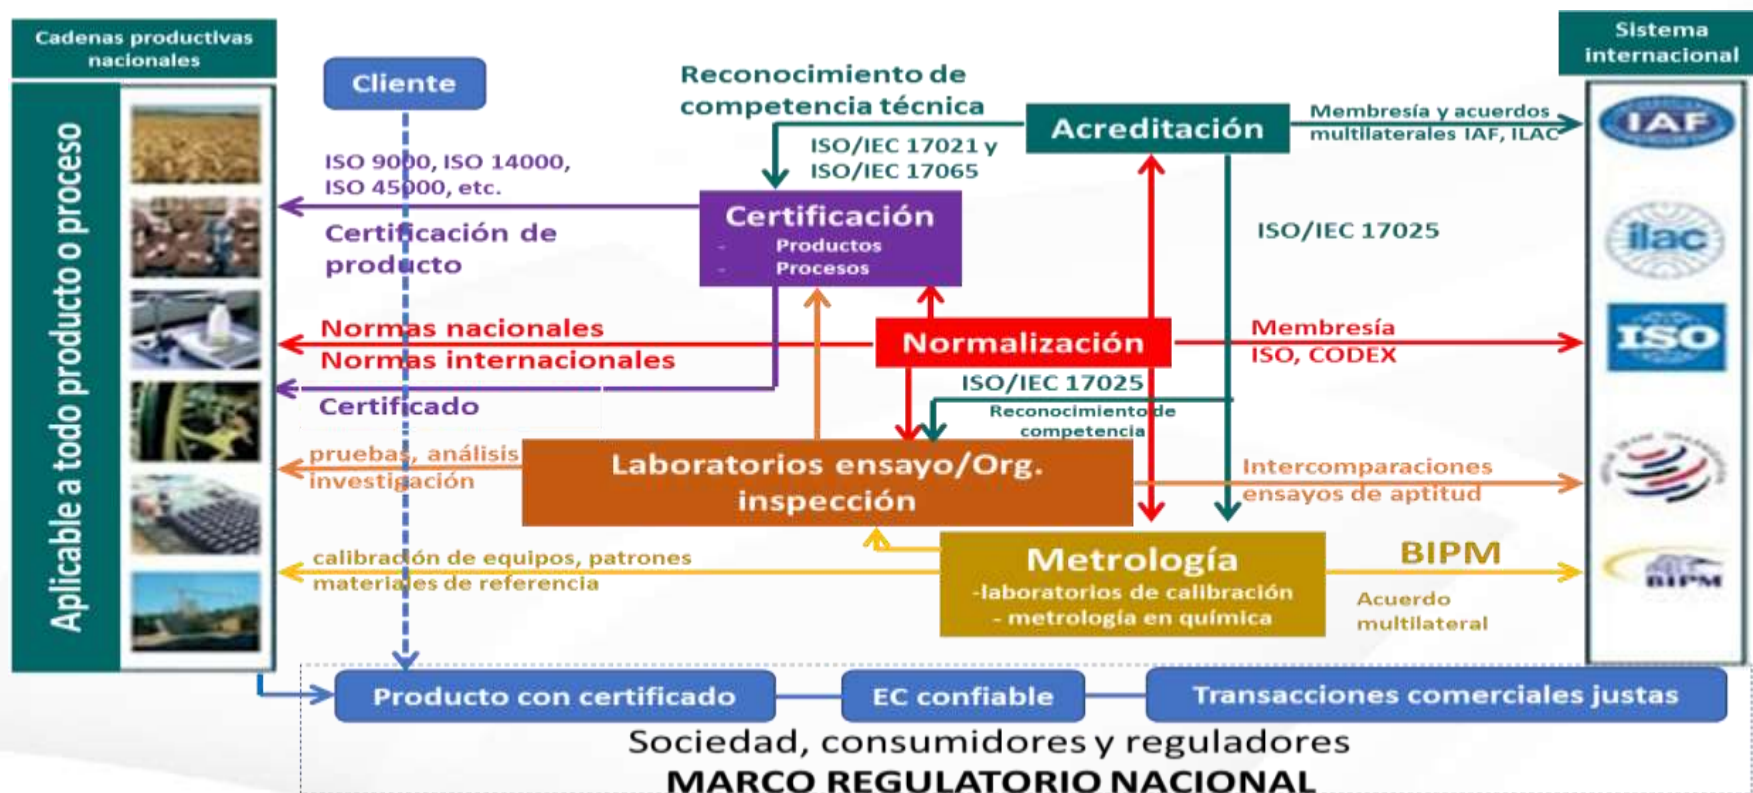 Cadenas productivas
nacionales
Aplicable a todo producto o proceso
Cliente
Reconocimiento de
competencia técnica
ISO/IEC 17021 y
ISO/IEC 17065
Acreditación
Membresía y acuerdos
multilaterales IAF, ILAC
Sistema
internacional
IAF
ilac
ISO
BIPM
ISO 9000, ISO 14000,
ISO 45000, etc.
Certificación de
producto
Certificación
- Productos
- Procesos
ISO/IEC 17025
Normas nacionales
Normas internacionales
Normalización
Membresía
ISO, CODEX
Certificado
ISO/IEC 17025
Reconocimiento de
competencia
pruebas, análisis
investigación
Laboratorios ensayo/Org.
inspección
Intercomparaciones
ensayos de aptitud
calibración de equipos, patrones
materiales de referencia
Metrología
-laboratorios de calibración
- metrología en química
BIPM
Acuerdo
multilateral
Producto con certificado
EC confiable
Transacciones comerciales justas
Sociedad, consumidores y reguladores
MARCO REGULATORIO NACIONAL